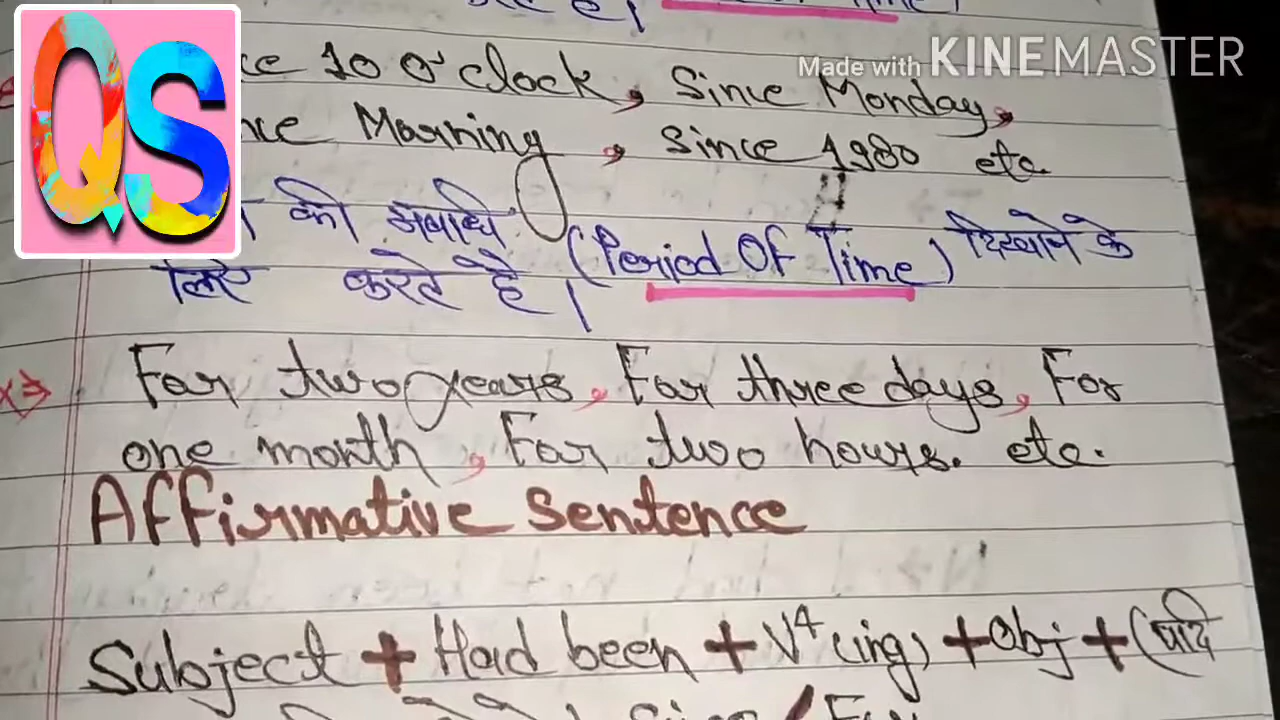 QS
Made with KINEMASTER
10 O'clock, Since Monday,
Morning, Since 1980 etc
की अवधि (Period Of Time) दिखाने के
लिए करते है।
For two years, For three days, For
one month, For two hours. etc.
Affirmative Sentence
Subject + Had been + V⁴ (ing) + Obj + (यदि